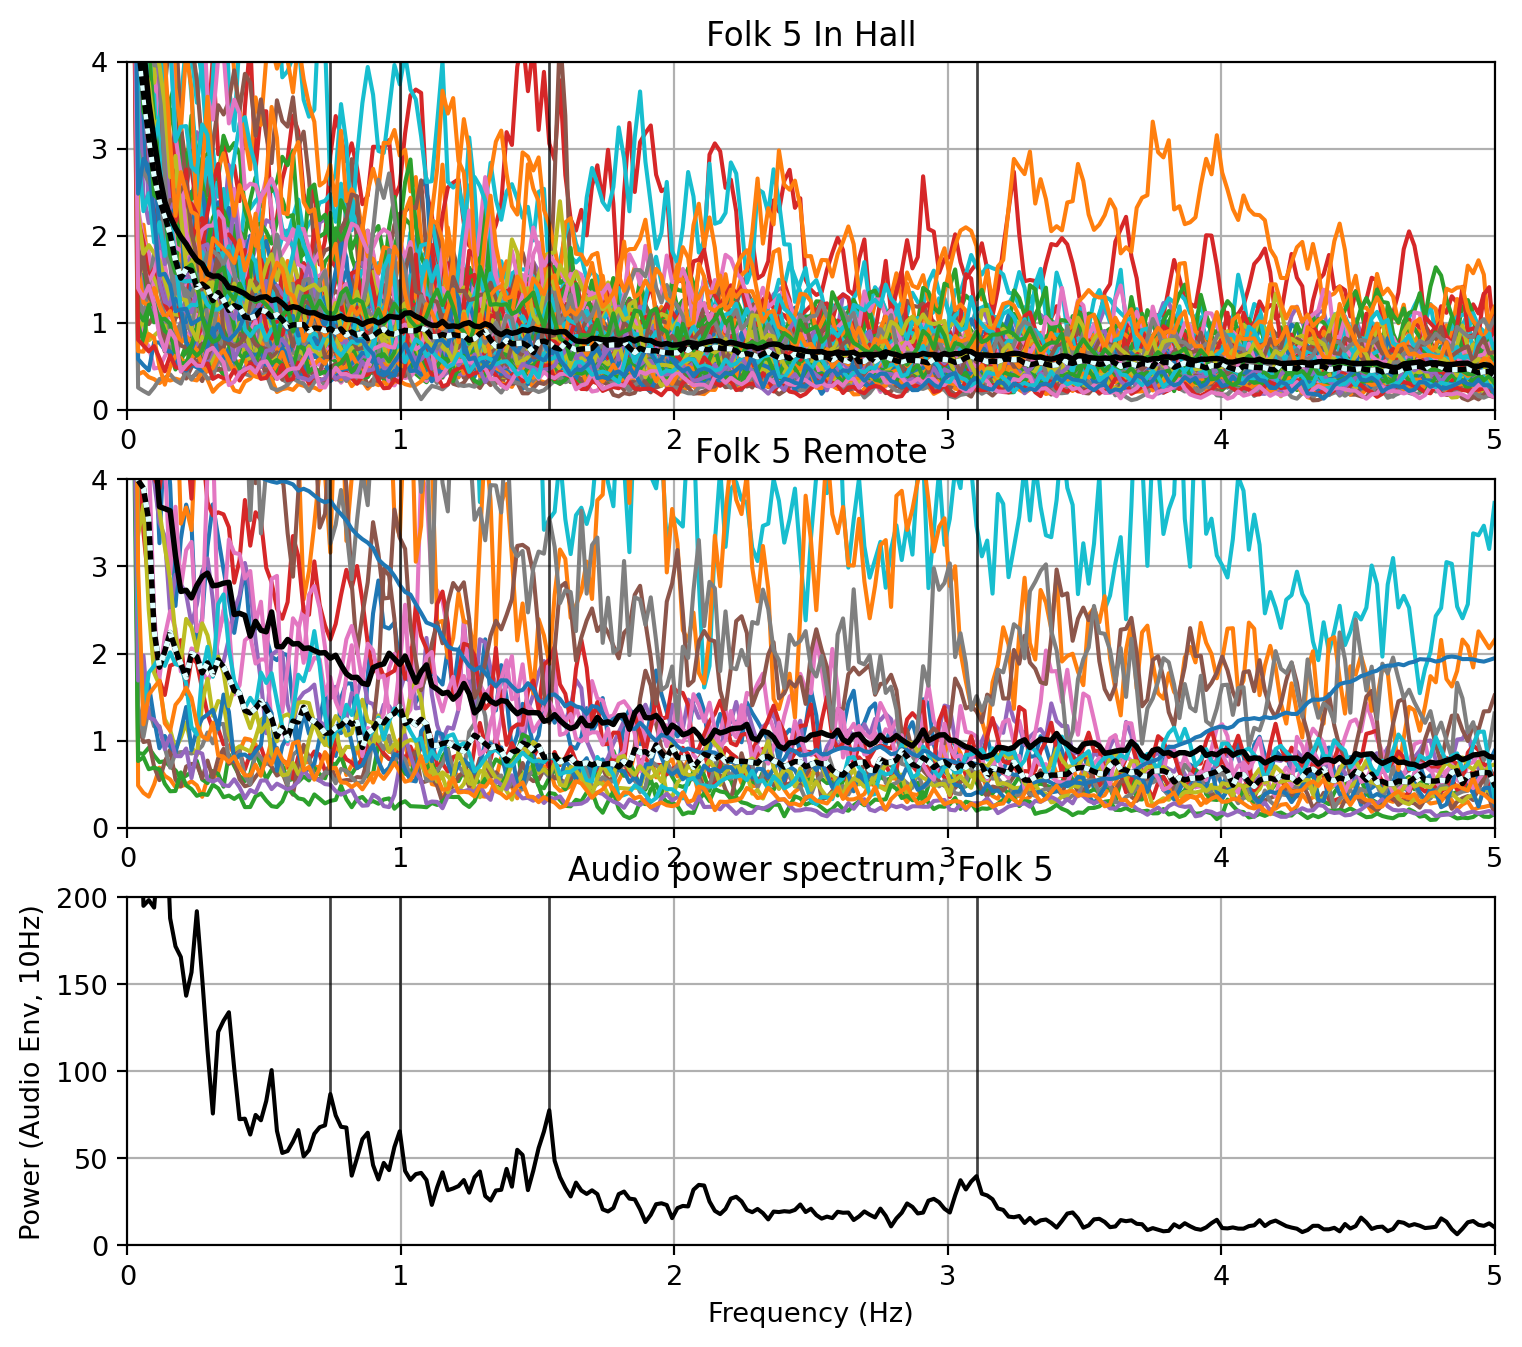 Folk 5 In Hall
4
3
2
1
0
0 1 2 3 4 5
Folk 5 Remote
4
3
2
1
0
0 1 2 3 4 5
Audio power spectrum, Folk 5
200
150
100
50
0
Power (Audio Env, 10Hz)
0 1 2 3 4 5
Frequency (Hz)